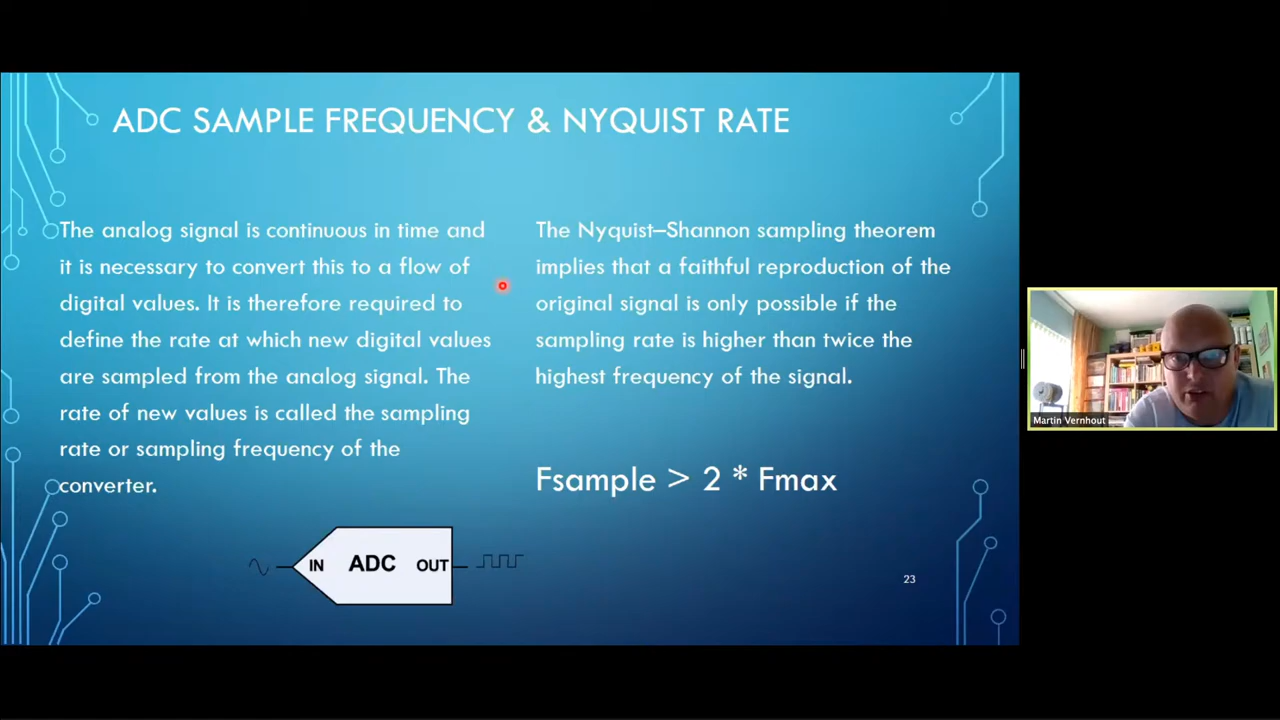 ADC SAMPLE FREQUENCY & NYQUIST RATE
The analog signal is continuous in time and
it is necessary to convert this to a flow of
digital values. It is therefore required to
define the rate at which new digital values
are sampled from the analog signal. The
rate of new values is called the sampling
rate or sampling frequency of the
converter.
The Nyquist–Shannon sampling theorem
implies that a faithful reproduction of the
original signal is only possible if the
sampling rate is higher than twice the
highest frequency of the signal.
Fsample > 2 * Fmax
IN ADC OUT
23
Martin Vernhout